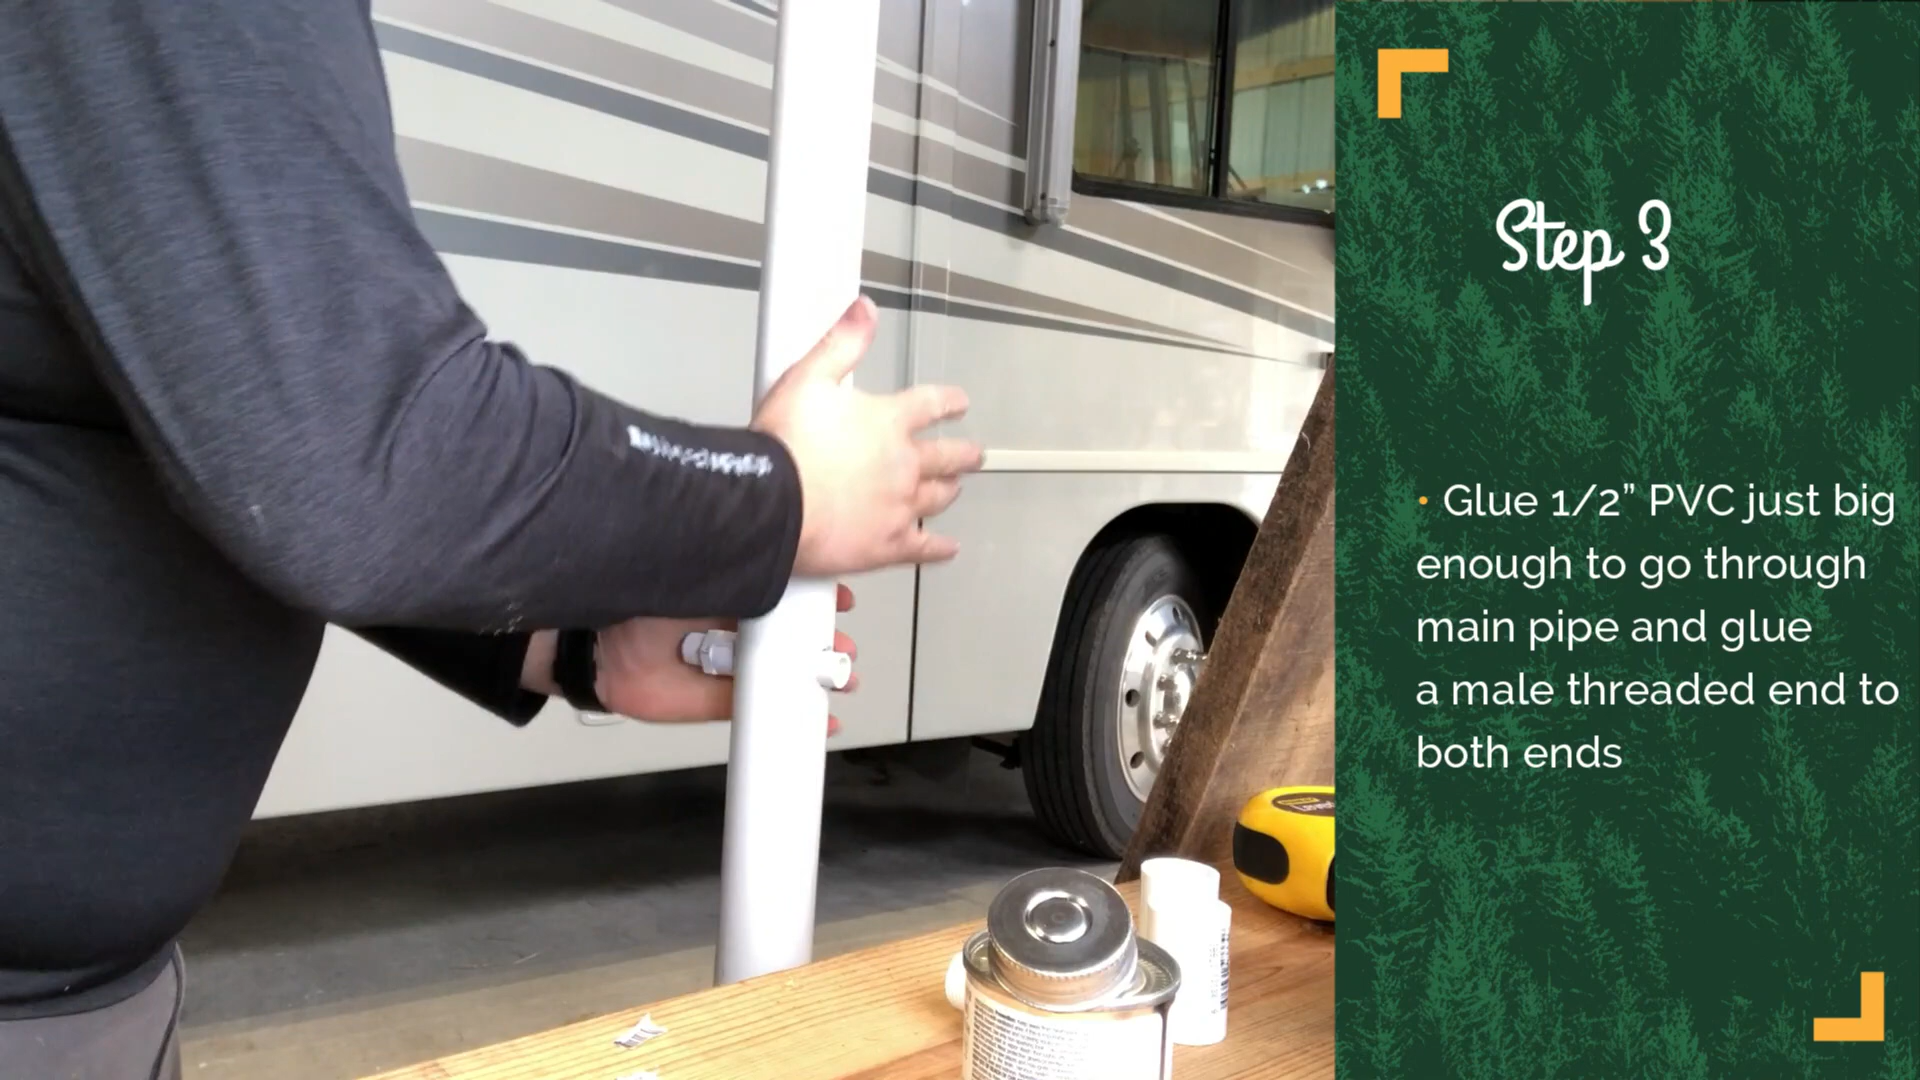 Step 3
• Glue 1/2” PVC just big
enough to go through
main pipe and glue
a male threaded end to
both ends